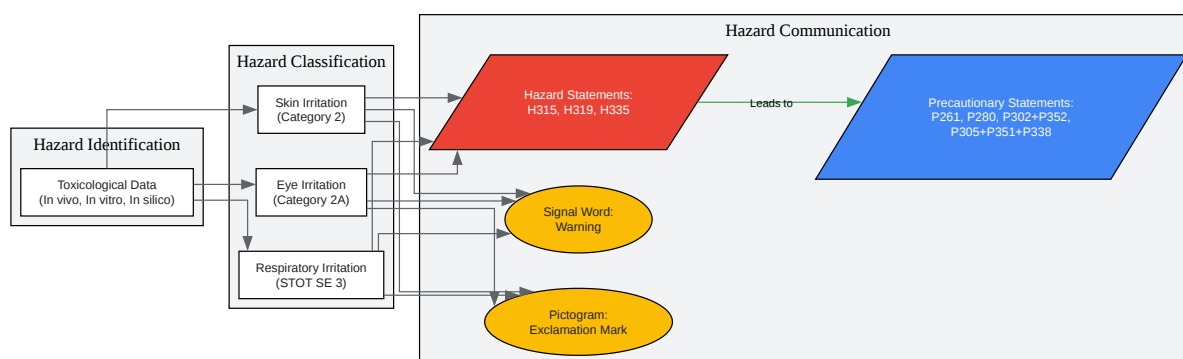 Hazard Identification
Toxicological Data
(In vivo, In vitro, In silico)
Hazard Classification
Skin Irritation
(Category 2)
Eye Irritation
(Category 2A)
Respiratory Irritation
(STOT SE 3)
Hazard Communication
Hazard Statements:
H315, H319, H335
Leads to
Precautionary Statements:
P261, P280, P302+P352,
P305+P351+P338
Signal Word:
Warning
Pictogram:
Exclamation Mark